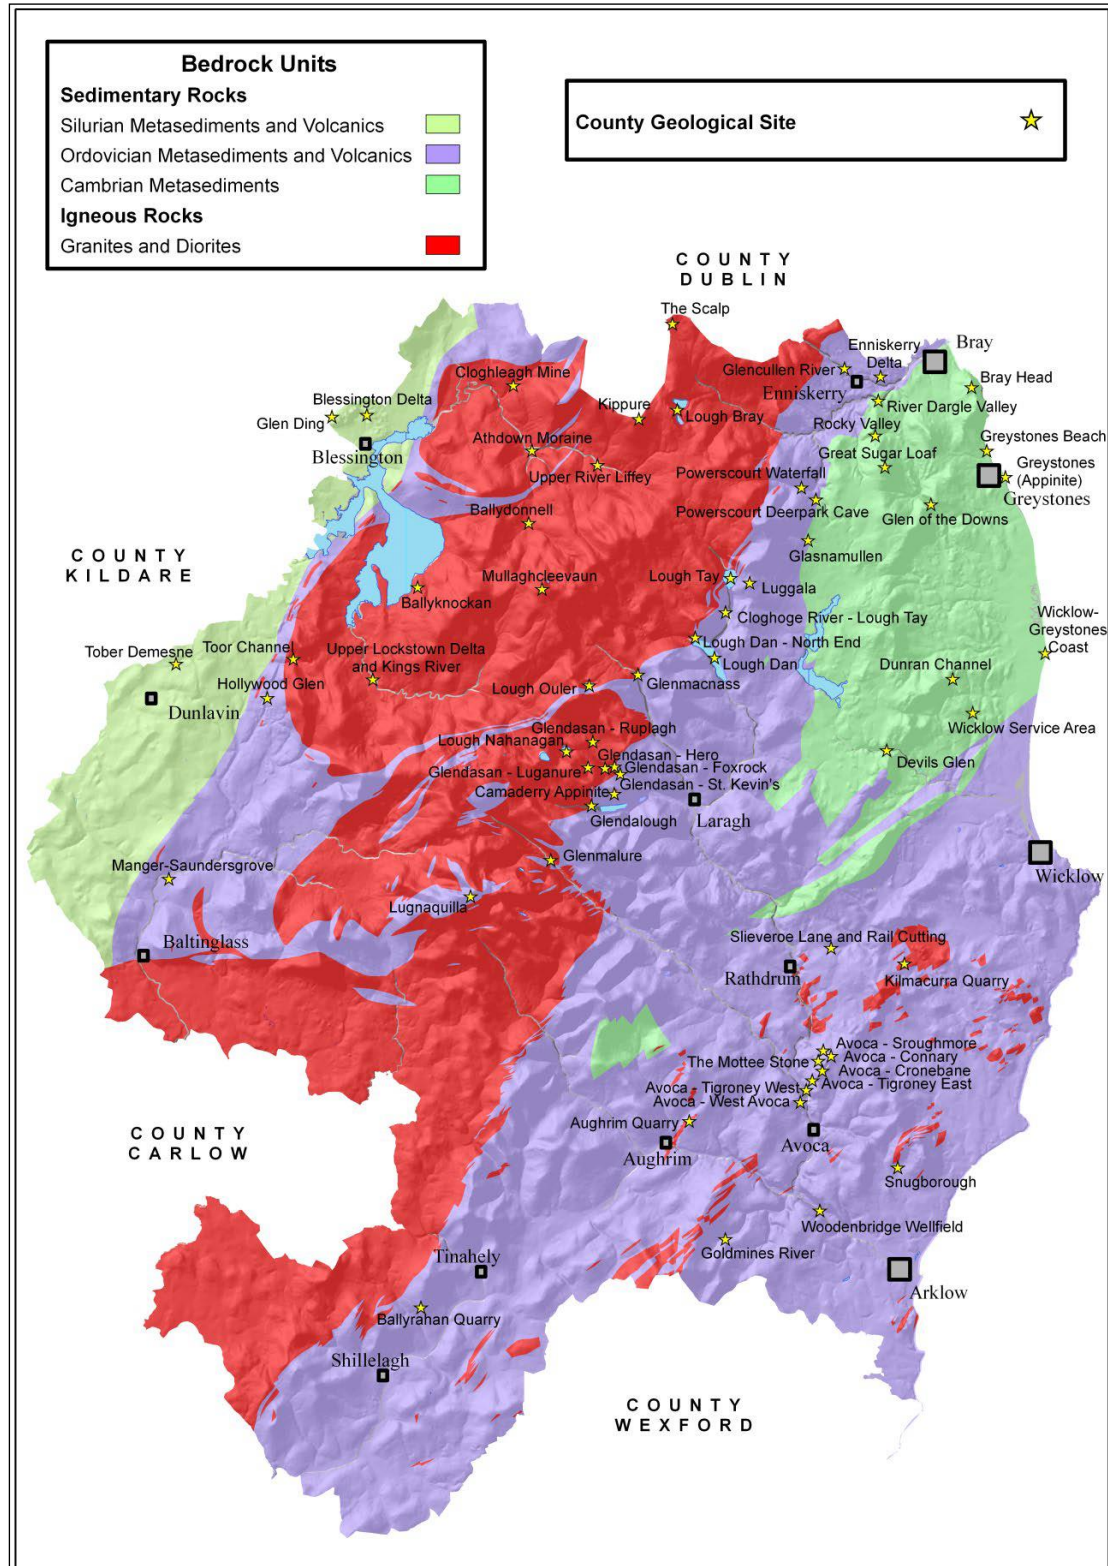 Bedrock Units
Sedimentary Rocks
Silurian Metasediments and Volcanics
Ordovician Metasediments and Volcanics
Cambrian Metasediments
Igneous Rocks
Granites and Diorites
County Geological Site
COUNTY
DUBLIN
The Scalp
Enniskerry
Delta
Bray
Glencullen River
Enniskerry
Bray Head
Cloghleagh Mine
Kippure
Lough Bray
River Dargle Valley
Blessington Delta
Glen Ding
Blessington
Rocky Valley
Athdown Moraine
Great Sugar Loaf
Greystones Beach
Upper River Liffey
Powerscourt Waterfall
Greystones
(Appinite)
Greystones
Powerscourt Deerpark Cave
Glen of the Downs
Ballydonnell
Glasnamullen
COUNTY
KILDARE
Mullaghcleevaun
Lough Tay
Luggala
Ballyknockan
Cloghoge River - Lough Tay
Wicklow-
Greystones
Coast
Tober Demesne
Toor Channel
Upper Lockstown Delta
and Kings River
Lough Dan - North End
Lough Dan
Dunran Channel
Hollywood Glen
Lough Ouler
Glenmacnass
Dunlavin
Wicklow Service Area
Glendasan - Ruplagh
Lough Nahanagan
Glendasan - Hero
Devils Glen
Glendasan - Luganure
Glendasan - Foxrock
Glendasan - St. Kevin's
Camaderry Appinite
Glendalough
Laragh
Glenmalure
Manger-Saundersgrove
Wicklow
Lugnaquilla
Baltinglass
Slieveroe Lane and Rail Cutting
Rathdrum
Kilmacurra Quarry
Avoca - Sroughmore
Avoca - Connary
The Mottee Stone
Avoca - Cronebane
Avoca - Tigroney West
Avoca - Tigroney East
Avoca - West Avoca
Aughrim Quarry
COUNTY
CARLOW
Aughrim
Avoca
Snugborough
Woodenbridge Wellfield
Goldmines River
Tinahely
Arklow
Ballyrahan Quarry
Shillelagh
COUNTY
WEXFORD